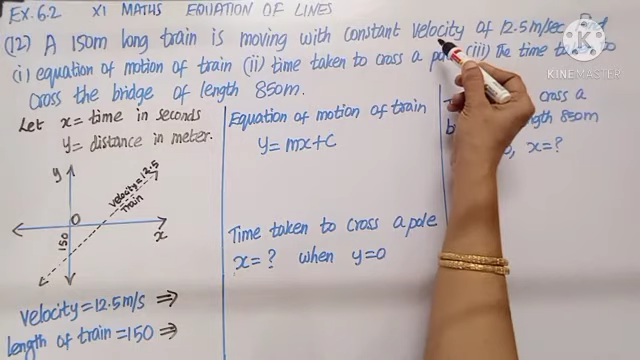 EX.6.2 XI MATHS EQUATION OF LINES
(12) A 150m long train is moving with constant velocity of 12.5 m/sec
(i) equation of motion of train (ii) time taken to cross a (iii) The time to
cross the bridge of length 850m.
KINEMASTER
Let x = time in seconds
y = distance in meter.
y
velocity=12.5
Train
O
x
150
velocity = 12.5 m/s ⇒
length of train = 150 ⇒
Equation of motion of train
y = mx + c
Time taken to cross a pole
x = ? when y = 0
cross a
length 850m
, x = ?